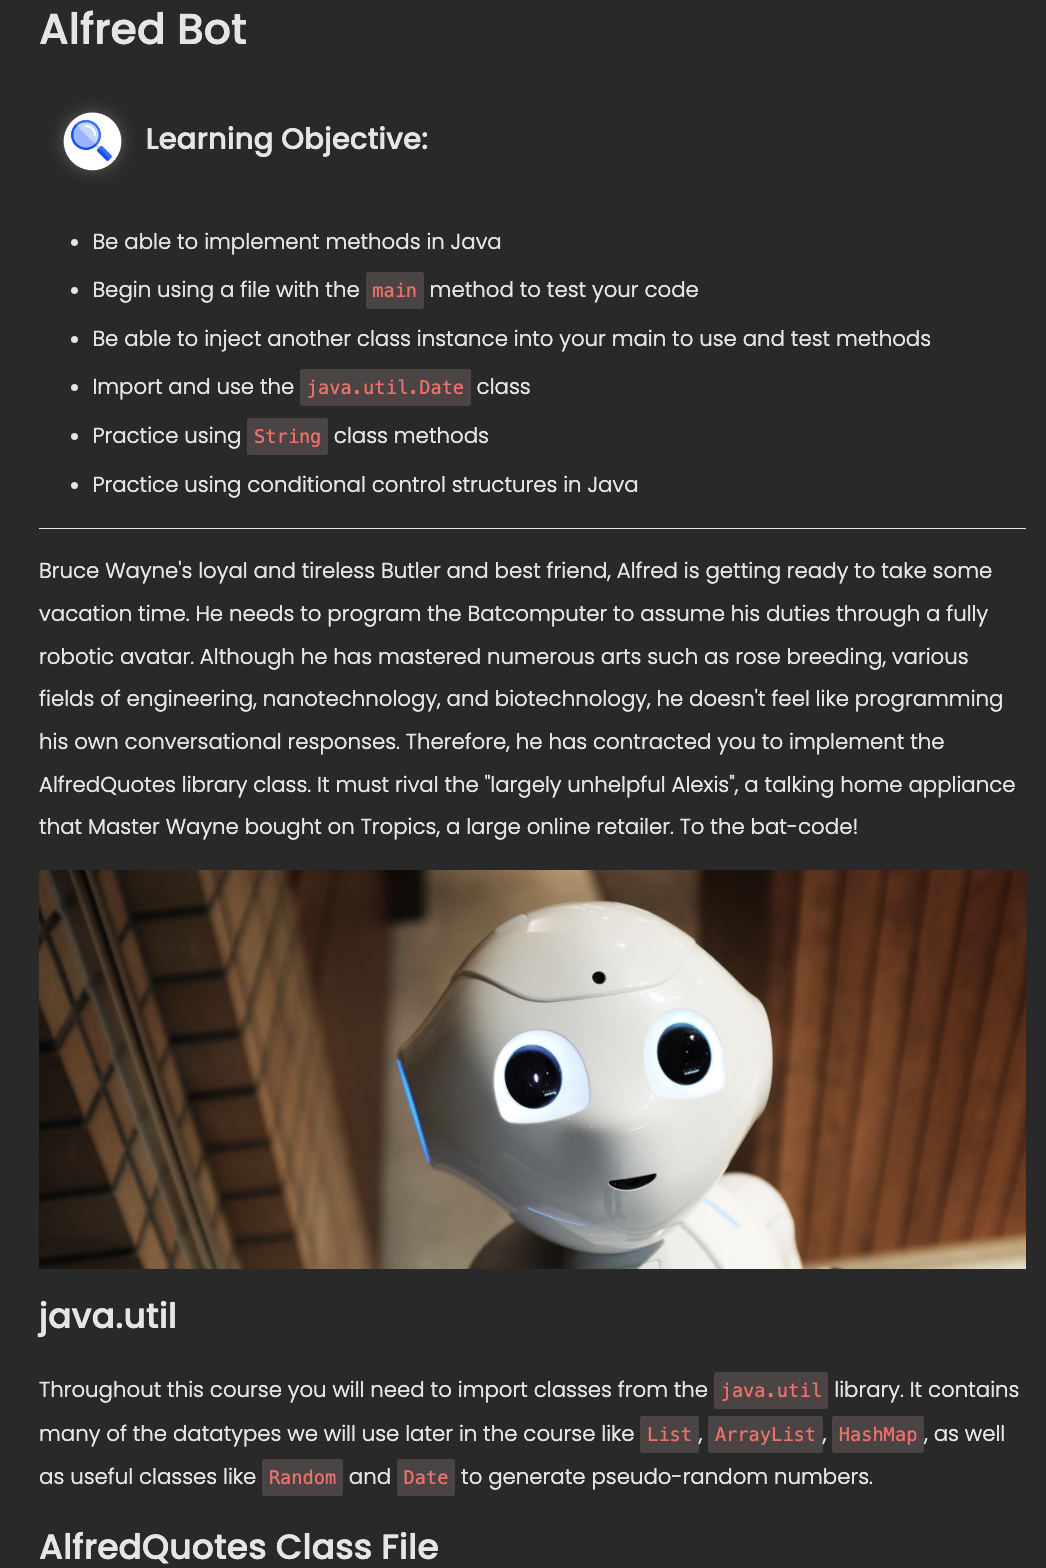 Alfred Bot
Learning Objective:
Be able to implement methods in Java
Begin using a file with the main method to test your code
Be able to inject another class instance into your main to use and test methods
Import and use the java.util.Date class
Practice using String class methods
Practice using conditional control structures in Java
Bruce Wayne's loyal and tireless Butler and best friend, Alfred is getting ready to take some
vacation time. He needs to program the Batcomputer to assume his duties through a fully
robotic avatar. Although he has mastered numerous arts such as rose breeding, various
fields of engineering, nanotechnology, and biotechnology, he doesn't feel like programming
his own conversational responses. Therefore, he has contracted you to implement the
AlfredQuotes library class. It must rival the "largely unhelpful Alexis", a talking home appliance
that Master Wayne bought on Tropics, a large online retailer. To the bat-code!
java.util
Throughout this course you will need to import classes from the java.util library. It contains
many of the datatypes we will use later in the course like List, ArrayList, HashMap, as well
as useful classes like Random and Date to generate pseudo-random numbers.
AlfredQuotes Class File